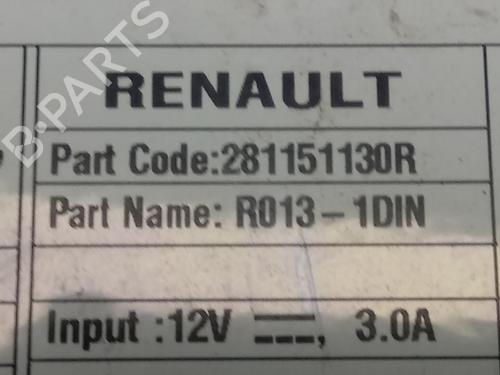 B-PARTS
RENAULT
Part Code:281151130R
Part Name: R013-1DIN
Input :12V ⎓, 3.0A